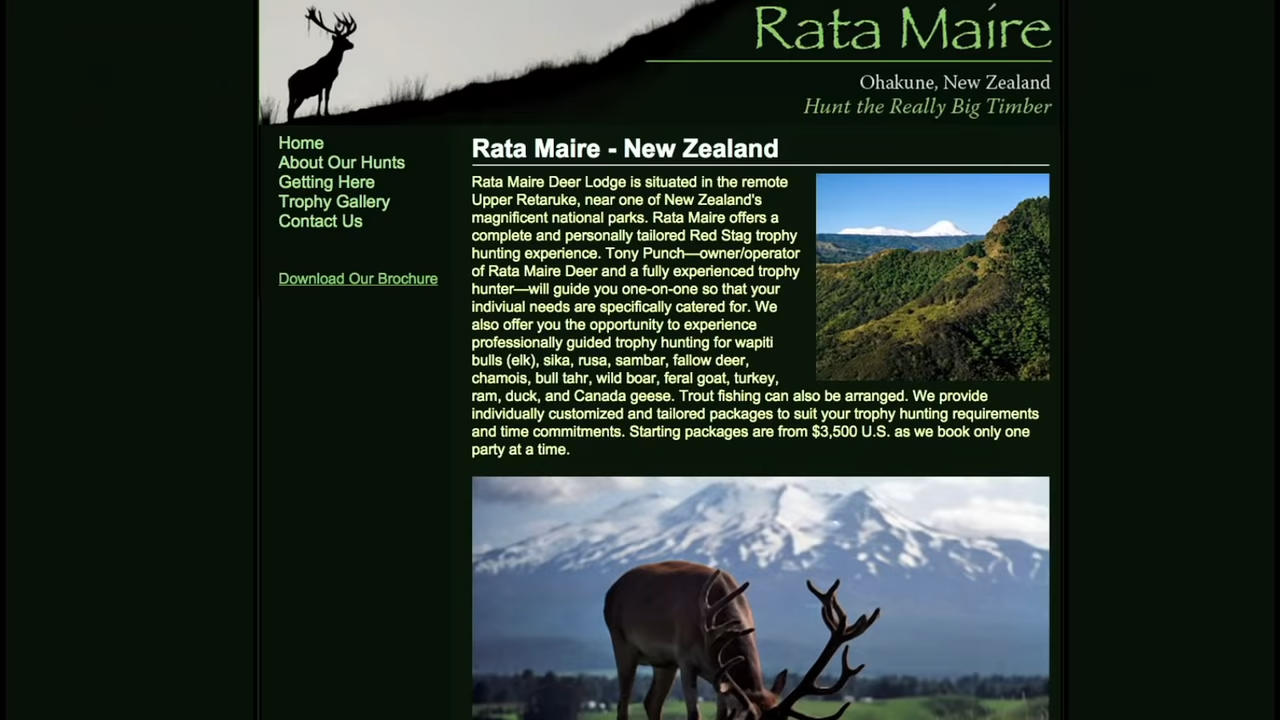 Rata Maire
Ohakune, New Zealand
Hunt the Really Big Timber
Home
About Our Hunts
Getting Here
Trophy Gallery
Contact Us
Download Our Brochure
Rata Maire - New Zealand
Rata Maire Deer Lodge is situated in the remote
Upper Retaruke, near one of New Zealand's
magnificent national parks. Rata Maire offers a
complete and personally tailored Red Stag trophy
hunting experience. Tony Punch—owner/operator
of Rata Maire Deer and a fully experienced trophy
hunter—will guide you one-on-one so that your
indiviual needs are specifically catered for. We
also offer you the opportunity to experience
professionally guided trophy hunting for wapiti
bulls (elk), sika, rusa, sambar, fallow deer,
chamois, bull tahr, wild boar, feral goat, turkey,
ram, duck, and Canada geese. Trout fishing can also be arranged. We provide
individually customized and tailored packages to suit your trophy hunting requirements
and time commitments. Starting packages are from $3,500 U.S. as we book only one
party at a time.